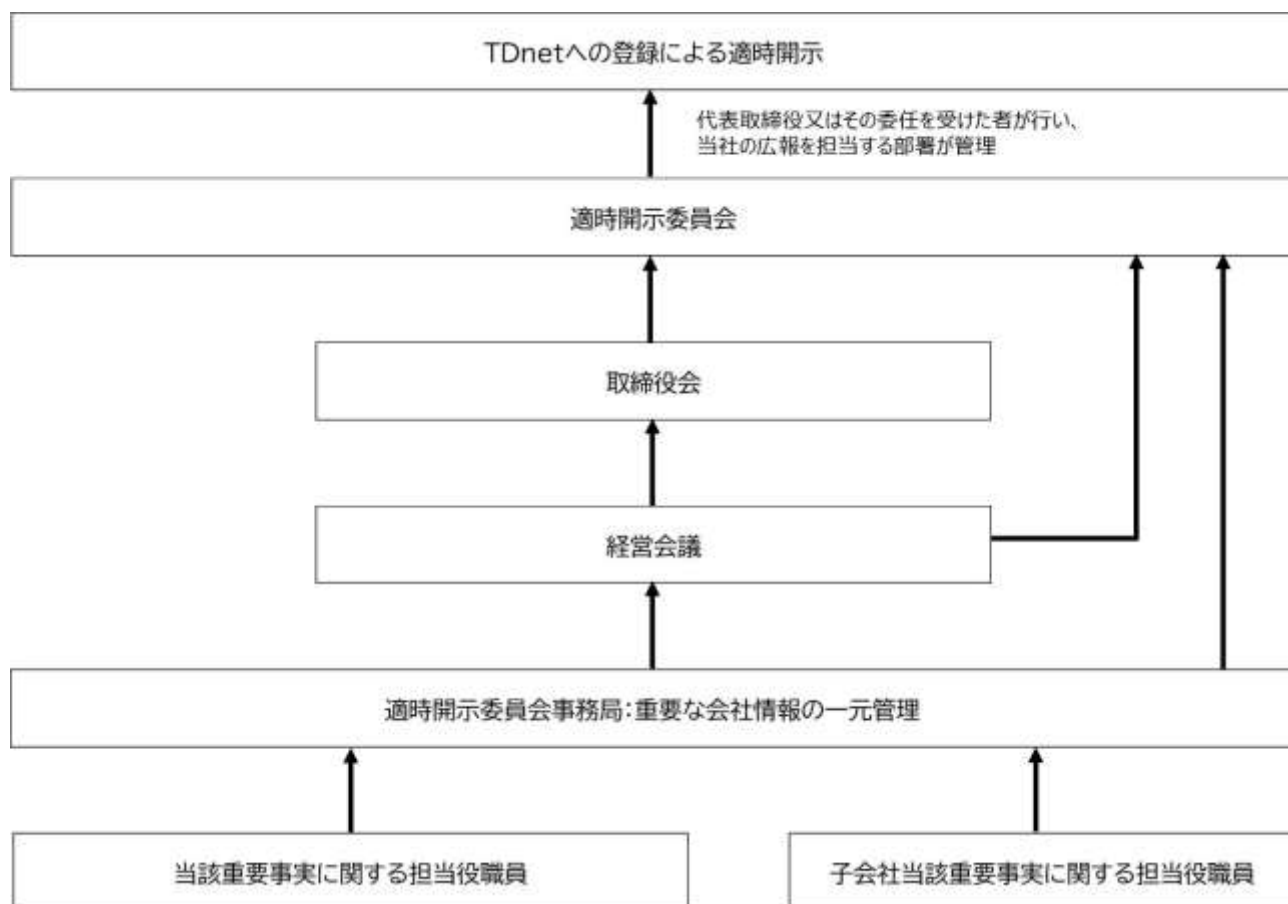 TDnetへの登録による適時開示
代表取締役又はその委任を受けた者が行い、
当社の広報を担当する部署が管理
適時開示委員会
取締役会
経営会議
適時開示委員会事務局:重要な会社情報の一元管理
当該重要事実に関する担当役職員
子会社当該重要事実に関する担当役職員